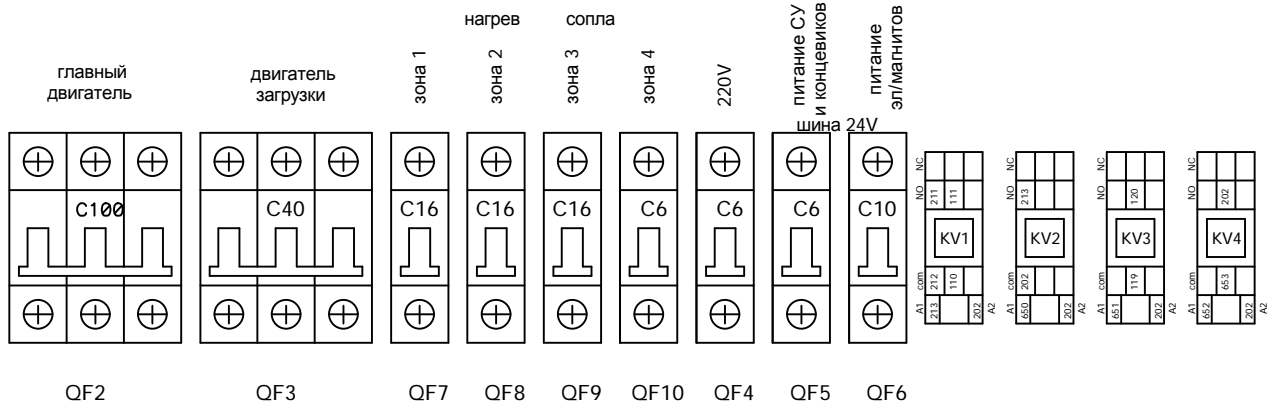 нагрев сопла
главный
двигатель
двигатель
загрузки
зона 1
зона 2
зона 3
зона 4
220V
питание СУ
и концевиков
питание
эл/магнитов
шина 24V
C100
C40
C16
C16
C16
C6
C6
C6
C10
NC
NO
211
111
KV1
com
212
110
A1
213
202
A2
NC
NO
213
KV2
com
202
A1
650
202
A2
NC
NO
120
KV3
com
119
A1
651
202
A2
NC
NO
202
KV4
com
653
A1
652
202
A2
QF2 QF3 QF7 QF8 QF9 QF10 QF4 QF5 QF6